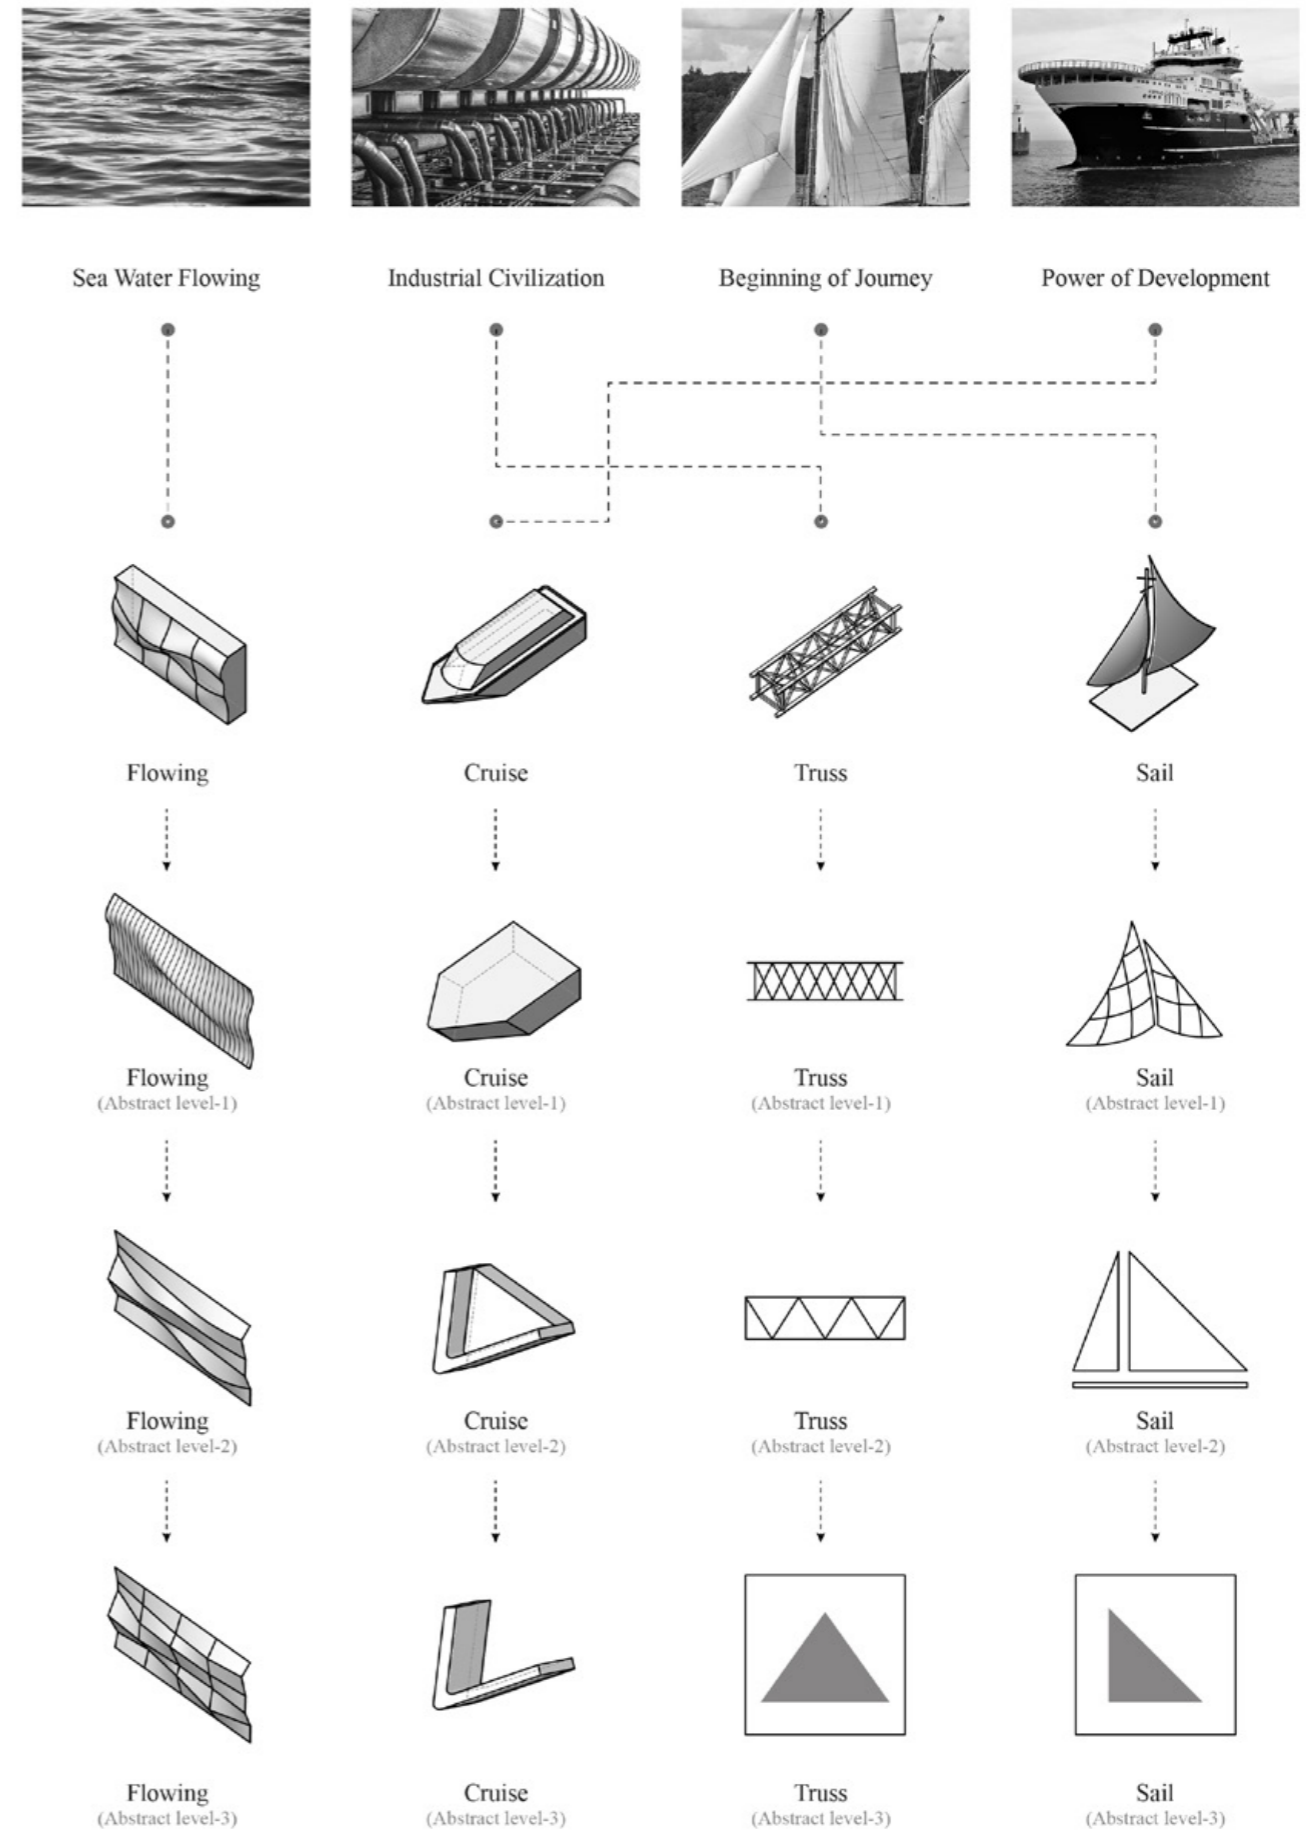 Sea Water Flowing
Industrial Civilization
Beginning of Journey
Power of Development
Flowing
Cruise
Truss
Sail
Flowing
Cruise
Truss
Sail
(Abstract level-1)
(Abstract level-1)
(Abstract level-1)
(Abstract level-1)
Flowing
Cruise
Truss
Sail
(Abstract level-2)
(Abstract level-2)
(Abstract level-2)
(Abstract level-2)
Flowing
Cruise
Truss
Sail
(Abstract level-3)
(Abstract level-3)
(Abstract level-3)
(Abstract level-3)